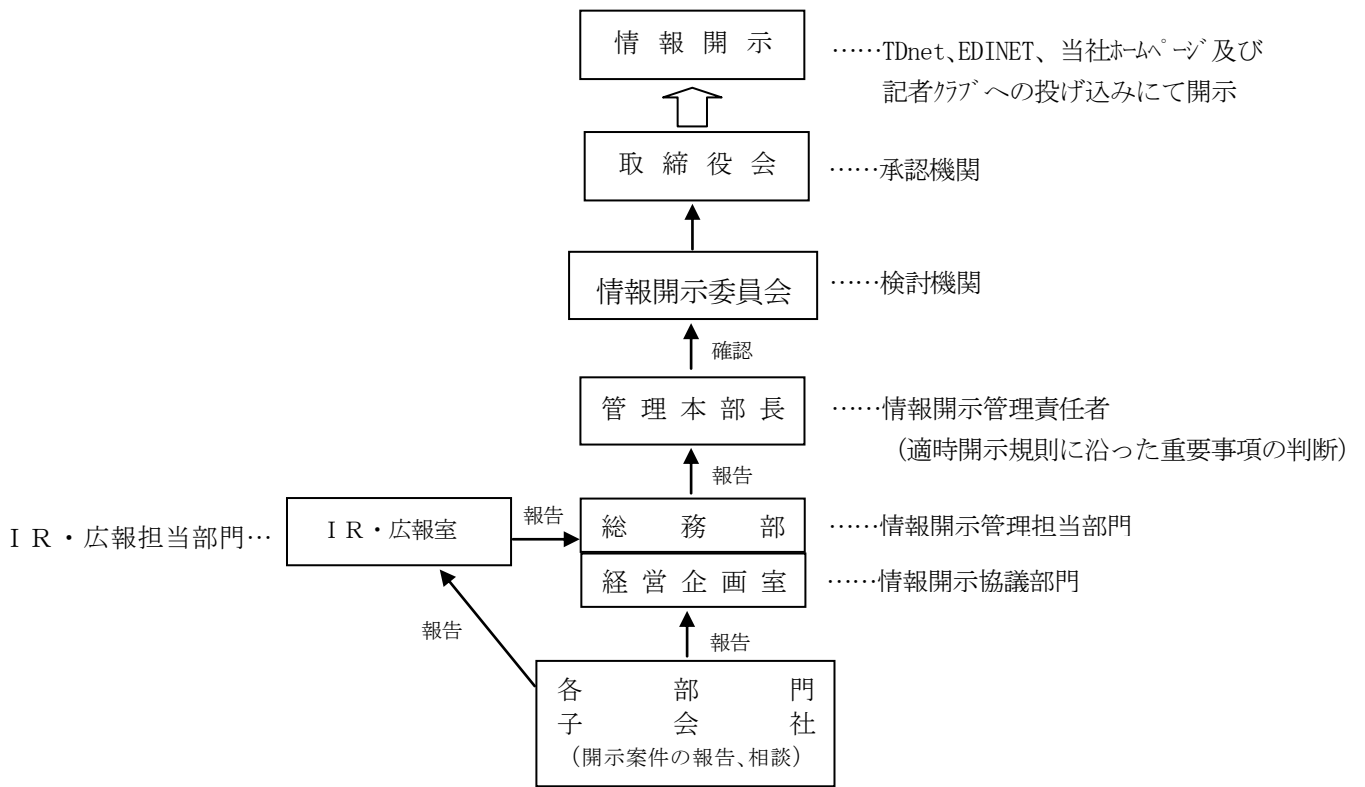 情報開示
……TDnet、EDINET、当社ﾎｰﾑﾍﾟｰｼﾞ及び
記者ｸﾗﾌﾞへの投げ込みにて開示
取締役会
……承認機関
情報開示委員会
……検討機関
確認
管理本部長
……情報開示管理責任者
(適時開示規則に沿った重要事項の判断)
報告
ＩＲ・広報担当部門…
ＩＲ・広報室
報告
総務部
……情報開示管理担当部門
経営企画室
……情報開示協議部門
報告
報告
各部門
子会社
(開示案件の報告、相談)